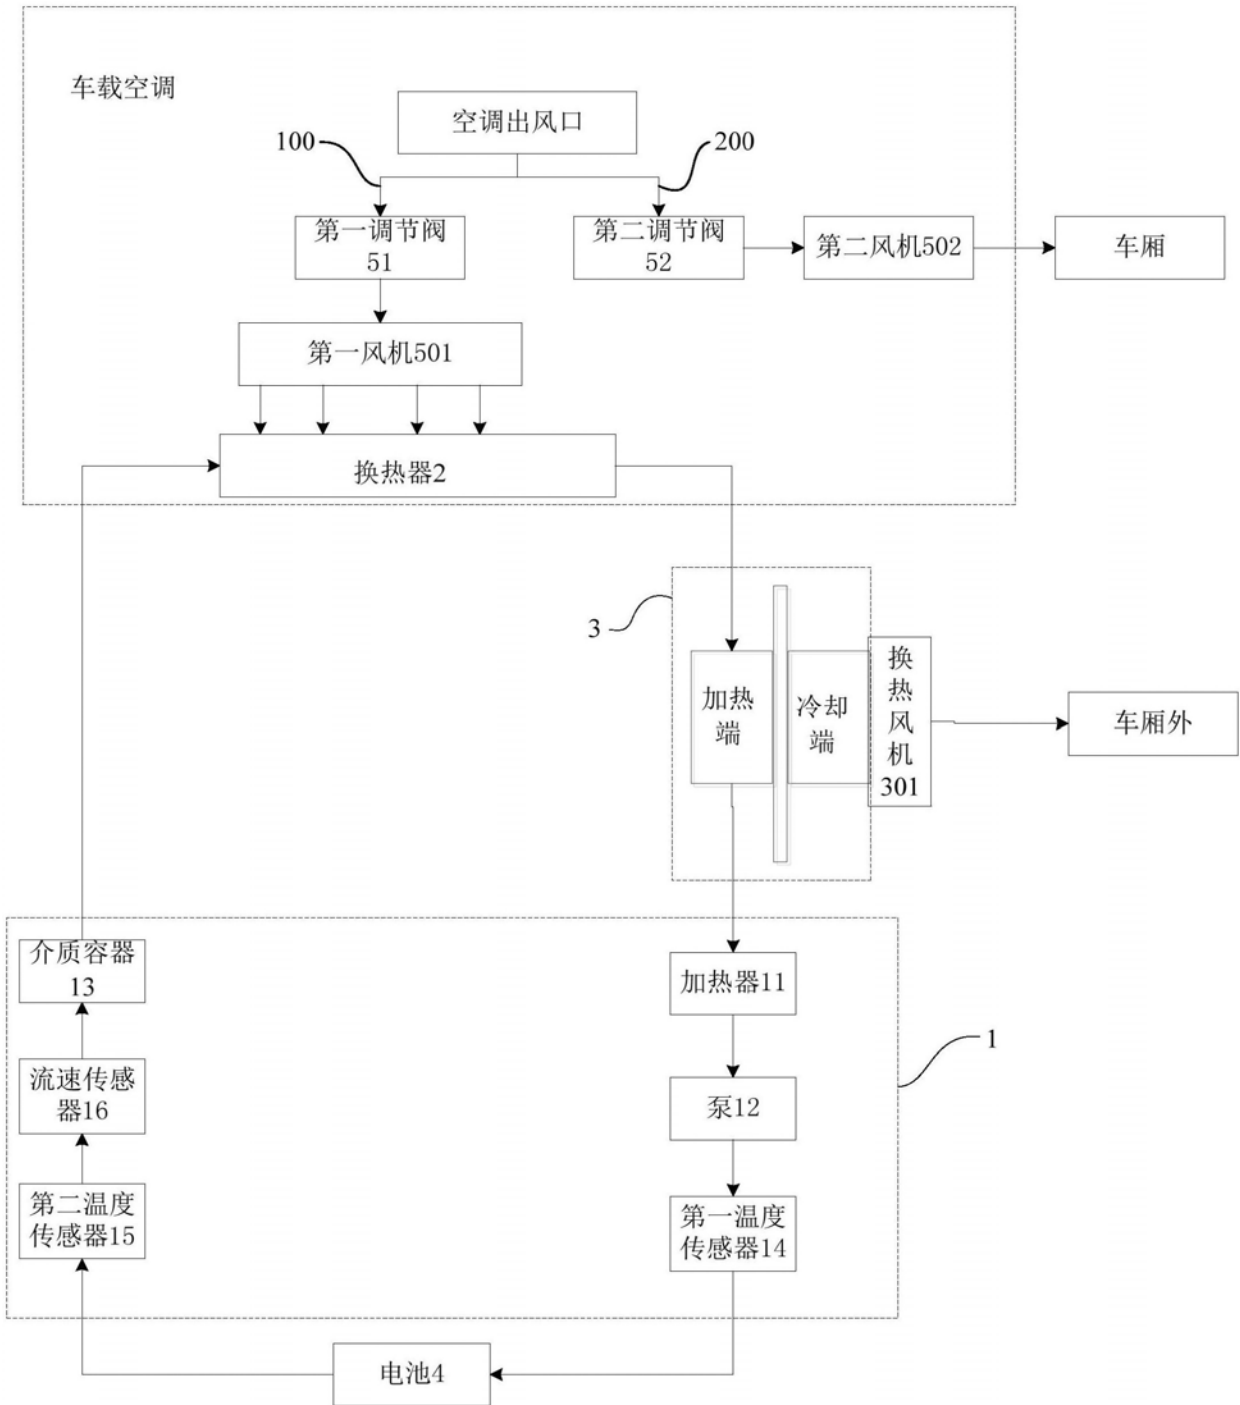 车载空调
空调出风口
100
200
第一调节阀
51
第二调节阀
52
第二风机502
车厢
第一风机501
换热器2
3
加热
端
冷却
端
换
热
风
机
301
车厢外
介质容器
13
加热器11
1
流速传感
器16
泵12
第二温度
传感器15
第一温度
传感器14
电池4